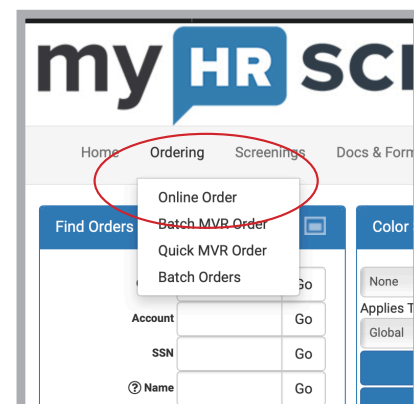 my HR SC
Home Ordering Screenings Docs & Form
Online Order
Find Orders Batch MVR Order Color
Quick MVR Order
Batch Orders
Go None
Applies T
Account Go Global
SSN Go
? Name Go